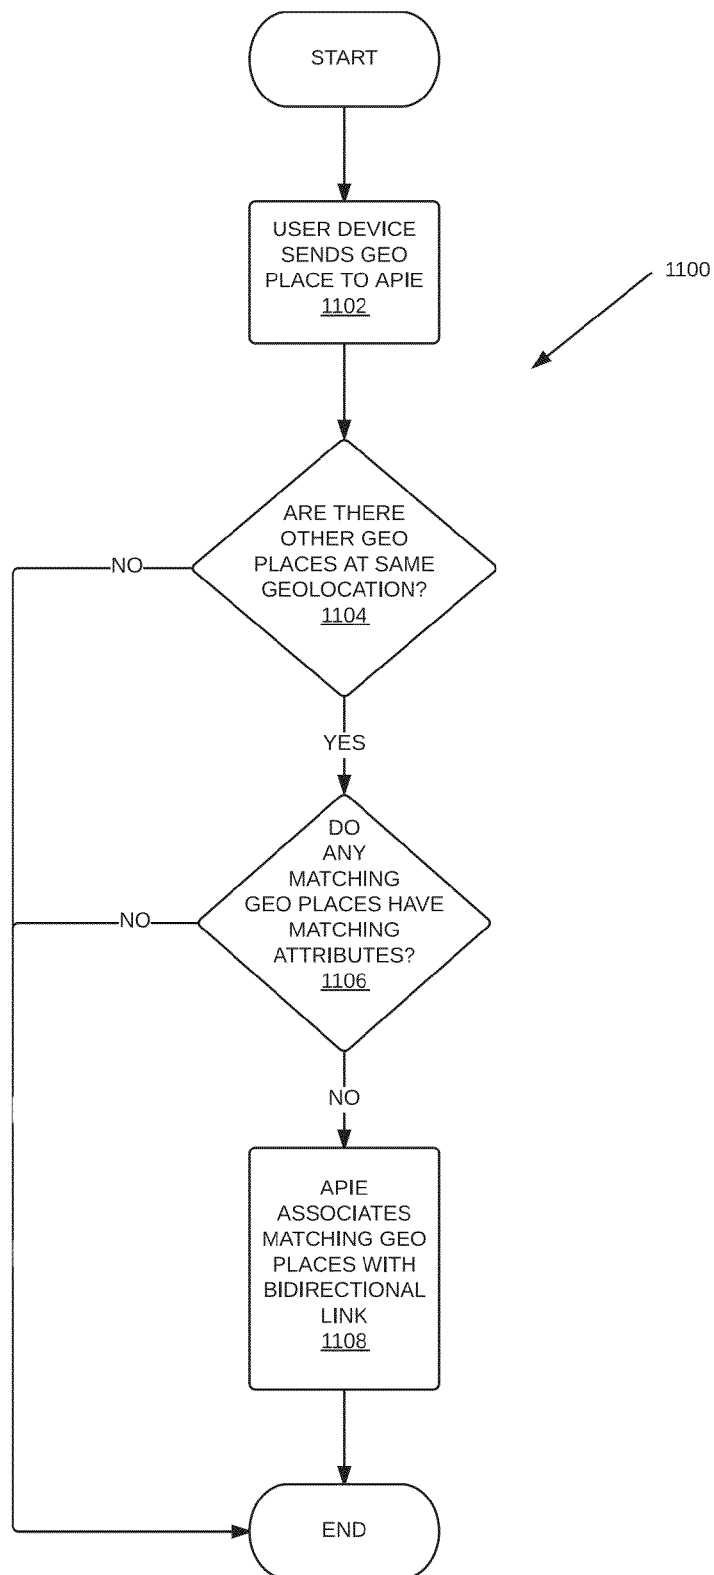 START
USER DEVICE
SENDS GEO
PLACE TO APIE
1102
1100
ARE THERE
OTHER GEO
PLACES AT SAME
GEOLOCATION?
1104
NO
YES
DO
ANY
MATCHING
GEO PLACES HAVE
MATCHING
ATTRIBUTES?
1106
NO
NO
APIE
ASSOCIATES
MATCHING GEO
PLACES WITH
BIDIRECTIONAL
LINK
1108
END